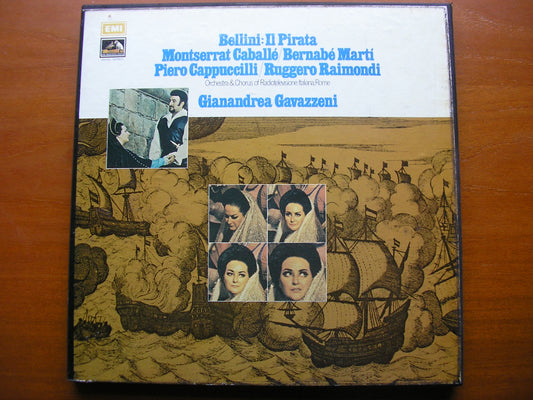 EMI
Bellini: Il Pirata
Montserrat Caballé Bernabé Martí
Piero Cappuccilli / Ruggero Raimondi
Orchestra & Chorus of Radiotelevisione Italiana, Rome
Gianandrea Gavazzeni